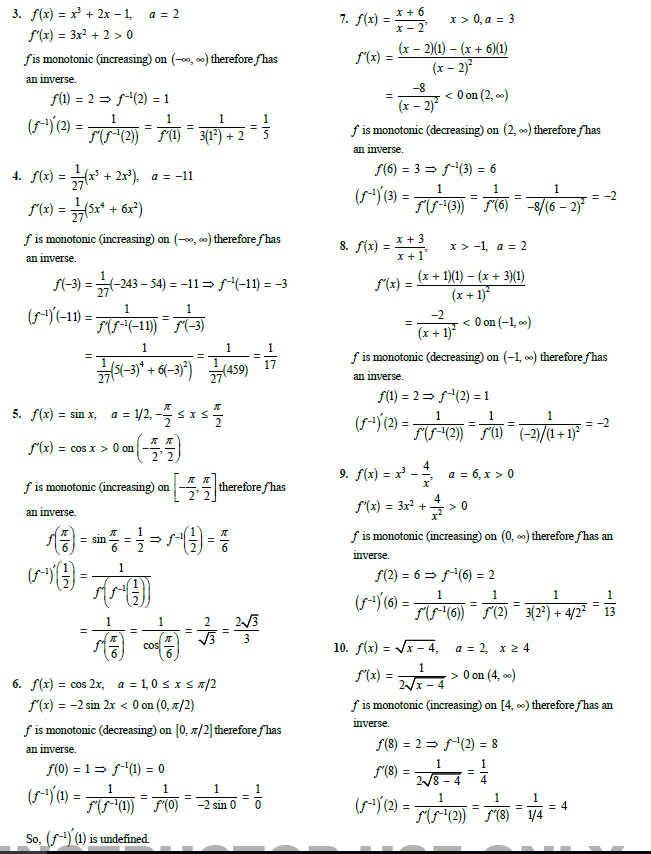 3. f(x) = x³ + 2x − 1, a = 2
f′(x) = 3x² + 2 > 0
f is monotonic (increasing) on (−∞, ∞) therefore f has
an inverse.
f(1) = 2 ⇒ f⁻¹(2) = 1
(f⁻¹)′(2) = 1/f′(f⁻¹(2)) = 1/f′(1) = 1/(3(1²) + 2) = 1/5
4. f(x) = 1/27(x⁵ + 2x³), a = −11
f′(x) = 1/27(5x⁴ + 6x²)
f is monotonic (increasing) on (−∞, ∞) therefore f has
an inverse.
f(−3) = 1/27(−243 − 54) = −11 ⇒ f⁻¹(−11) = −3
(f⁻¹)′(−11) = 1/f′(f⁻¹(−11)) = 1/f′(−3)
= 1/(1/27(5(−3)⁴ + 6(−3)²)) = 1/(1/27(459)) = 1/17
5. f(x) = sin x, a = 1/2, −π/2 ≤ x ≤ π/2
f′(x) = cos x > 0 on (−π/2, π/2)
f is monotonic (increasing) on [−π/2, π/2] therefore f has
an inverse.
f(π/6) = sin π/6 = 1/2 ⇒ f⁻¹(1/2) = π/6
(f⁻¹)′(1/2) = 1/f′(f⁻¹(1/2))
= 1/f′(π/6) = 1/cos(π/6) = 2/√3 = 2√3/3
6. f(x) = cos 2x, a = 1, 0 ≤ x ≤ π/2
f′(x) = −2 sin 2x < 0 on (0, π/2)
f is monotonic (decreasing) on [0, π/2] therefore f has
an inverse.
f(0) = 1 ⇒ f⁻¹(1) = 0
(f⁻¹)′(1) = 1/f′(f⁻¹(1)) = 1/f′(0) = 1/(−2 sin 0) = 1/0
So, (f⁻¹)′(1) is undefined.
7. f(x) = (x + 6)/(x − 2), x > 0, a = 3
f′(x) = ((x − 2)(1) − (x + 6)(1))/(x − 2)²
= −8/(x − 2)² < 0 on (2, ∞)
f is monotonic (decreasing) on (2, ∞) therefore f has
an inverse.
f(6) = 3 ⇒ f⁻¹(3) = 6
(f⁻¹)′(3) = 1/f′(f⁻¹(3)) = 1/f′(6) = 1/(−8/(6 − 2)²) = −2
8. f(x) = (x + 3)/(x + 1), x > −1, a = 2
f′(x) = ((x + 1)(1) − (x + 3)(1))/(x + 1)²
= −2/(x + 1)² < 0 on (−1, ∞)
f is monotonic (decreasing) on (−1, ∞) therefore f has
an inverse.
f(1) = 2 ⇒ f⁻¹(2) = 1
(f⁻¹)′(2) = 1/f′(f⁻¹(2)) = 1/f′(1) = 1/((−2)/(1 + 1)²) = −2
9. f(x) = x³ − 4/x, a = 6, x > 0
f′(x) = 3x² + 4/x² > 0
f is monotonic (increasing) on (0, ∞) therefore f has an
inverse.
f(2) = 6 ⇒ f⁻¹(6) = 2
(f⁻¹)′(6) = 1/f′(f⁻¹(6)) = 1/f′(2) = 1/(3(2²) + 4/2²) = 1/13
10. f(x) = √(x − 4), a = 2, x ≥ 4
f′(x) = 1/(2√(x − 4)) > 0 on (4, ∞)
f is monotonic (increasing) on [4, ∞) therefore f has an
inverse.
f(8) = 2 ⇒ f⁻¹(2) = 8
f′(8) = 1/(2√(8 − 4)) = 1/4
(f⁻¹)′(2) = 1/f′(f⁻¹(2)) = 1/f′(8) = 1/(1/4) = 4